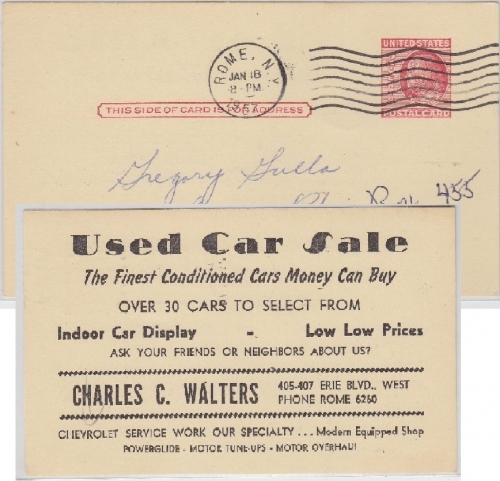 UNITED STATES
POSTAL CARD
ROME, N.Y.
JAN 18
8-PM
1957
THIS SIDE OF CARD IS FOR ADDRESS
Gregory Gulla
Box 455
Used Car Sale
The Finest Conditioned Cars Money Can Buy
OVER 30 CARS TO SELECT FROM
Indoor Car Display - Low Low Prices
ASK YOUR FRIENDS OR NEIGHBORS ABOUT US?
CHARLES C. WALTERS
405-407 ERIE BLVD., WEST
PHONE ROME 6260
CHEVROLET SERVICE WORK OUR SPECIALTY ... Modern Equipped Shop
POWERGLIDE - MOTOR TUNE-UPS - MOTOR OVERHAUL